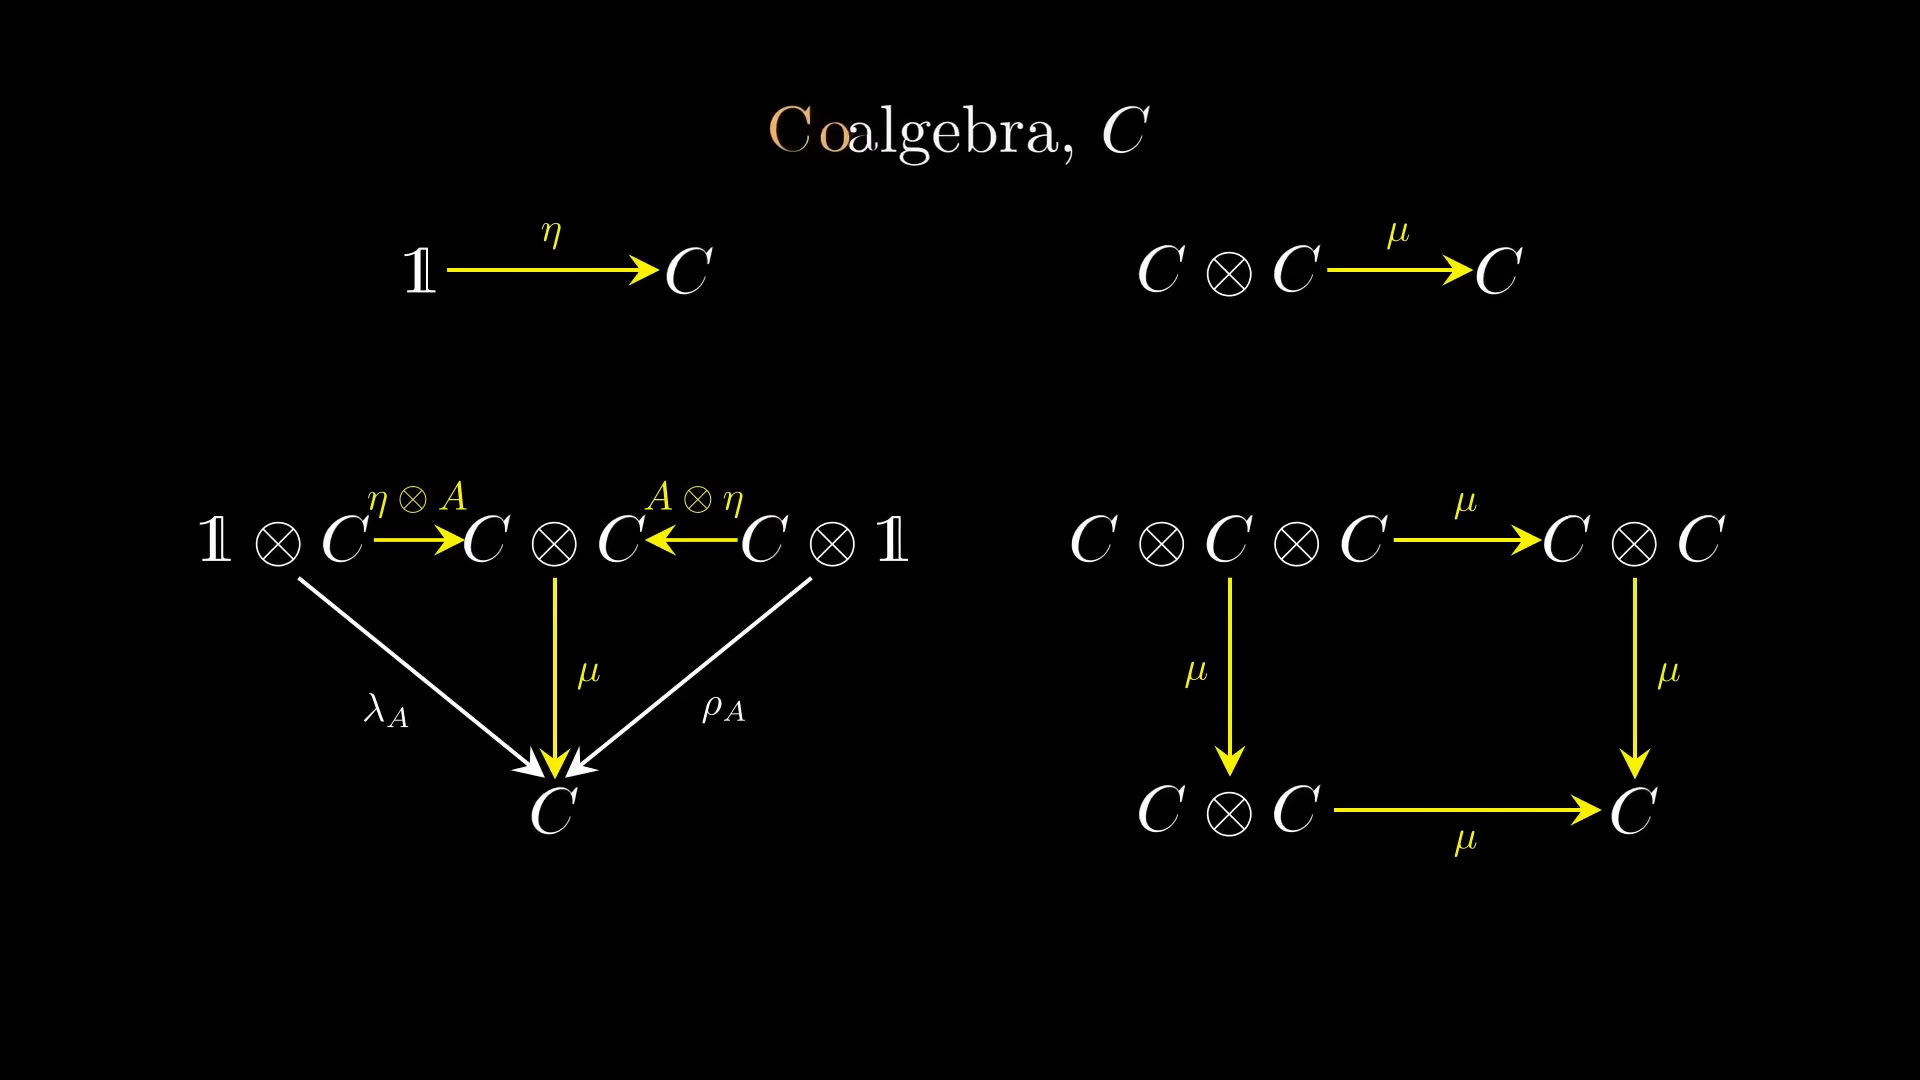 Coalgebra, C
η μ
𝟙 C C ⊗ C C
η ⊗ A A ⊗ η μ
𝟙 ⊗ C C ⊗ C C ⊗ 𝟙 C ⊗ C ⊗ C C ⊗ C
μ μ μ
λ_A ρ_A
C C ⊗ C C
μ